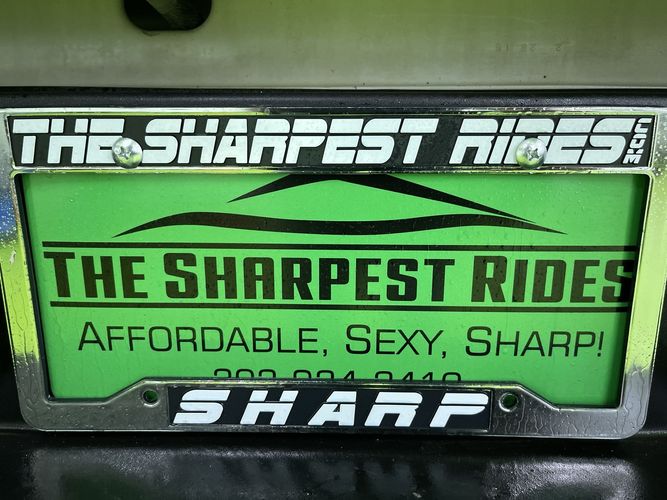 THE SHARPEST RIDES.COM
THE SHARPEST RIDES
AFFORDABLE, SEXY, SHARP!
SHARP